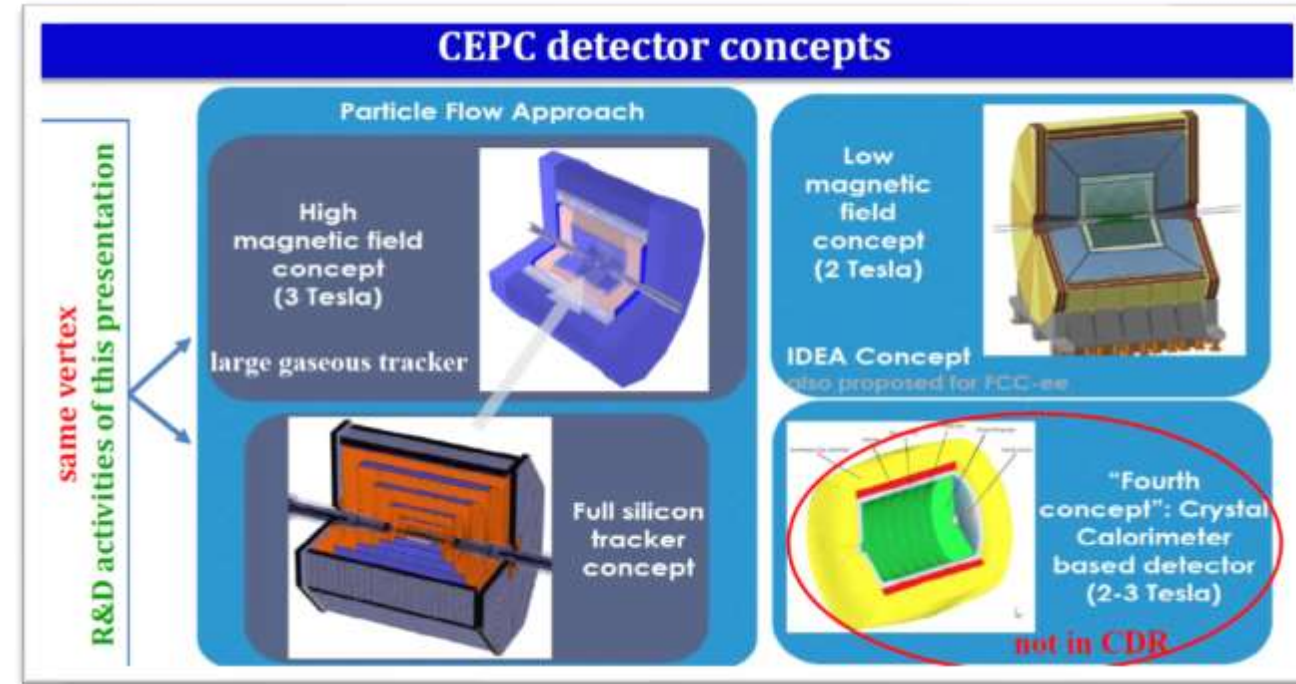 CEPC detector concepts
same vertex
R&D activities of this presentation
Particle Flow Approach
High
magnetic field
concept
(3 Tesla)
large gaseous tracker
Full silicon
tracker
concept
Low
magnetic
field
concept
(2 Tesla)
IDEA Concept
also proposed for FCC-ee
"Fourth
concept": Crystal
Calorimeter
based detector
(2-3 Tesla)
not in CDR